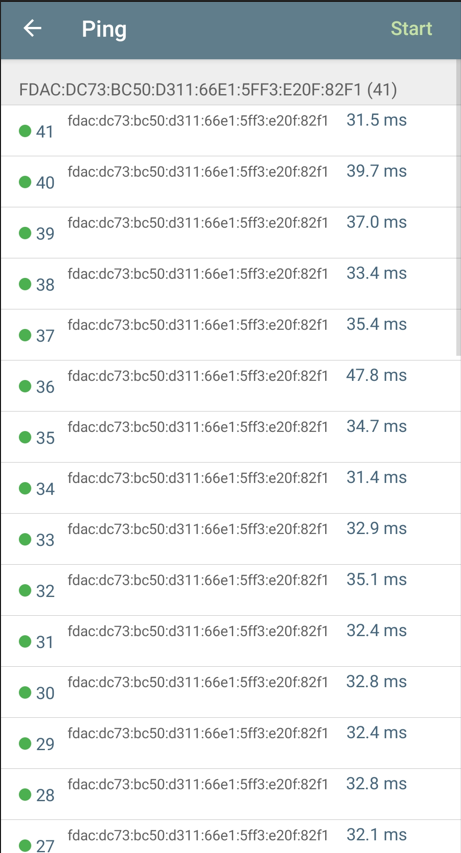 Ping Start
FDAC:DC73:BC50:D311:66E1:5FF3:E20F:82F1 (41)
41 fdac:dc73:bc50:d311:66e1:5ff3:e20f:82f1 31.5 ms
40 fdac:dc73:bc50:d311:66e1:5ff3:e20f:82f1 39.7 ms
39 fdac:dc73:bc50:d311:66e1:5ff3:e20f:82f1 37.0 ms
38 fdac:dc73:bc50:d311:66e1:5ff3:e20f:82f1 33.4 ms
37 fdac:dc73:bc50:d311:66e1:5ff3:e20f:82f1 35.4 ms
36 fdac:dc73:bc50:d311:66e1:5ff3:e20f:82f1 47.8 ms
35 fdac:dc73:bc50:d311:66e1:5ff3:e20f:82f1 34.7 ms
34 fdac:dc73:bc50:d311:66e1:5ff3:e20f:82f1 31.4 ms
33 fdac:dc73:bc50:d311:66e1:5ff3:e20f:82f1 32.9 ms
32 fdac:dc73:bc50:d311:66e1:5ff3:e20f:82f1 35.1 ms
31 fdac:dc73:bc50:d311:66e1:5ff3:e20f:82f1 32.4 ms
30 fdac:dc73:bc50:d311:66e1:5ff3:e20f:82f1 32.8 ms
29 fdac:dc73:bc50:d311:66e1:5ff3:e20f:82f1 32.4 ms
28 fdac:dc73:bc50:d311:66e1:5ff3:e20f:82f1 32.8 ms
27 fdac:dc73:bc50:d311:66e1:5ff3:e20f:82f1 32.1 ms